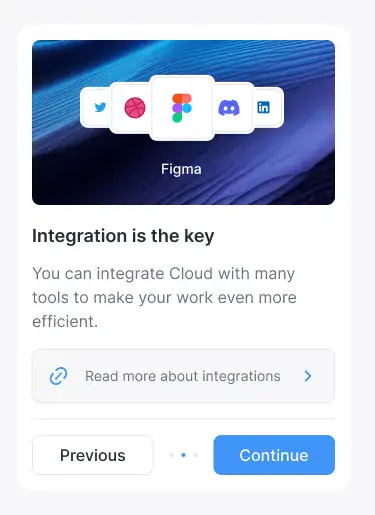 Figma
Integration is the key
You can integrate Cloud with many
tools to make your work even more
efficient.
Read more about integrations
Previous
Continue